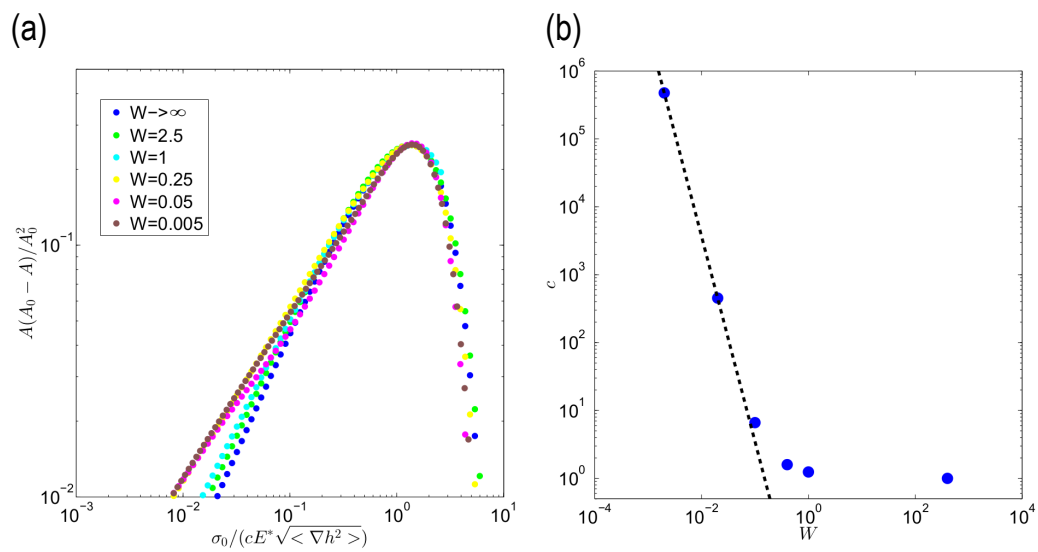 (a)
(b)
A(A₀ − A)/A₀²
10⁻¹
10⁻²
W−>∞
W=2.5
W=1
W=0.25
W=0.05
W=0.005
10⁻³ 10⁻² 10⁻¹ 10⁰ 10¹
σ₀/(cE*√<∇h²>)
c
10⁶
10⁵
10⁴
10³
10²
10¹
10⁰
10⁻⁴ 10⁻² 10⁰ 10² 10⁴
W